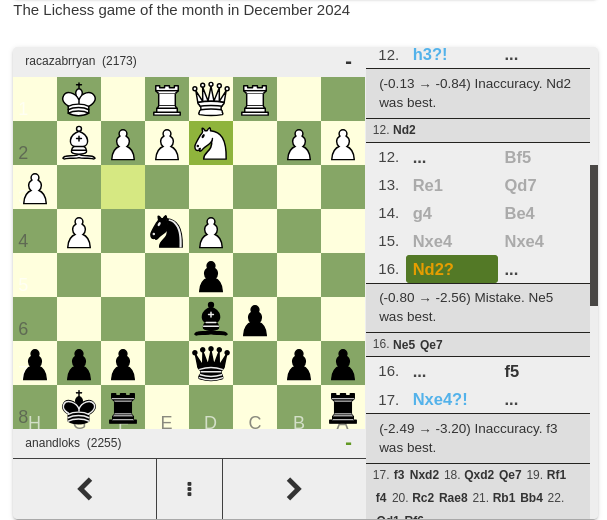 The Lichess game of the month in December 2024
racazabrryan (2173)
-
2
4
6
8
H F E D C B A
anandloks (2255)
-
12. h3?! ...
(-0.13 → -0.84) Inaccuracy. Nd2
was best.
12. Nd2
12. ... Bf5
13. Re1 Qd7
14. g4 Be4
15. Nxe4 Nxe4
16. Nd2? ...
(-0.80 → -2.56) Mistake. Ne5
was best.
16. Ne5 Qe7
16. ... f5
17. Nxe4?! ...
(-2.49 → -3.20) Inaccuracy. f3
was best.
17. f3 Nxd2 18. Qxd2 Qe7 19. Rf1
f4 20. Rc2 Rae8 21. Rb1 Bb4 22.